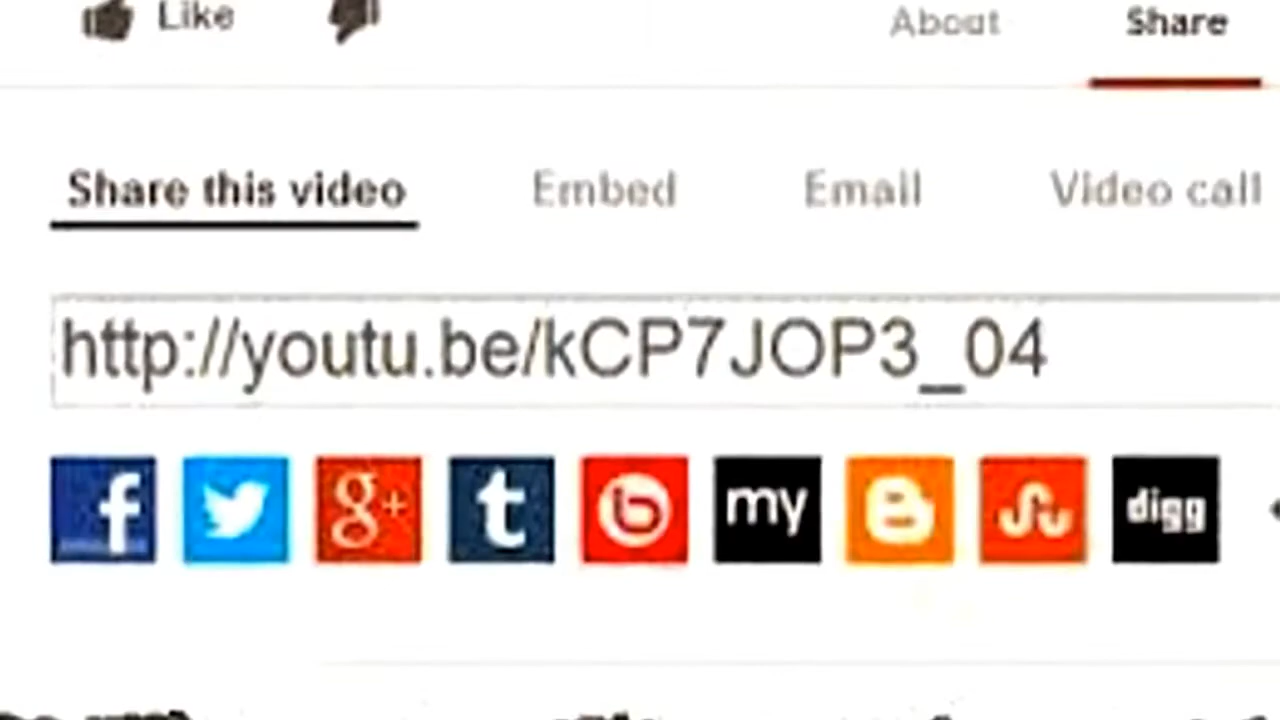 Like
About Share
Share this video Embed Email Video call
http://youtu.be/kCP7JOP3_04
f t g+ t b my B digg